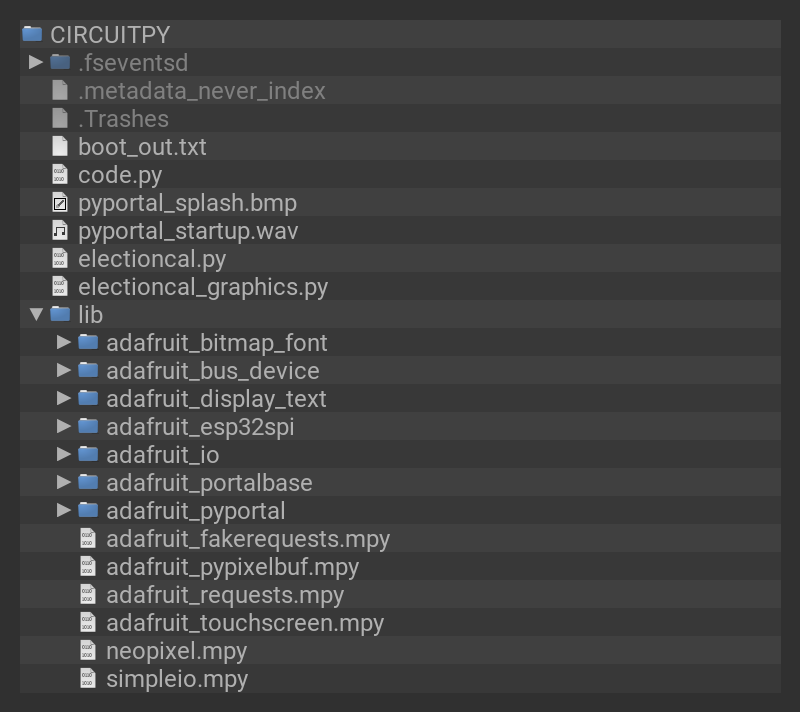 CIRCUITPY
.fseventsd
.metadata_never_index
.Trashes
boot_out.txt
code.py
pyportal_splash.bmp
pyportal_startup.wav
electioncal.py
electioncal_graphics.py
lib
adafruit_bitmap_font
adafruit_bus_device
adafruit_display_text
adafruit_esp32spi
adafruit_io
adafruit_portalbase
adafruit_pyportal
adafruit_fakerequests.mpy
adafruit_pypixelbuf.mpy
adafruit_requests.mpy
adafruit_touchscreen.mpy
neopixel.mpy
simpleio.mpy